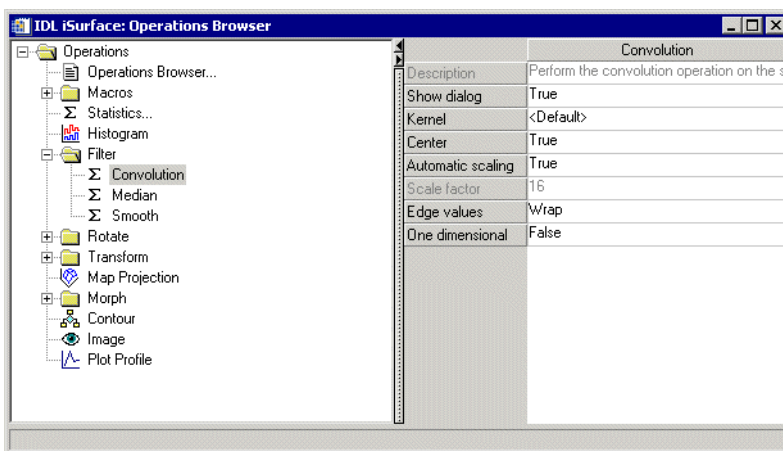 IDL iSurface: Operations Browser
Operations
Operations Browser...
Macros
Statistics...
Histogram
Filter
Convolution
Median
Smooth
Rotate
Transform
Map Projection
Morph
Contour
Image
Plot Profile
Convolution
Description Perform the convolution operation on the s
Show dialog True
Kernel <Default>
Center True
Automatic scaling True
Scale factor 16
Edge values Wrap
One dimensional False